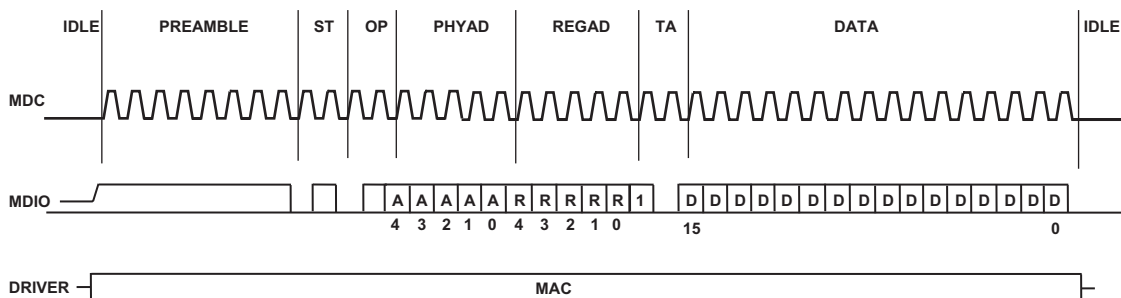 IDLE PREAMBLE ST OP PHYAD REGAD TA DATA IDLE
MDC
MDIO A A A A A R R R R R 1 D D D D D D D D D D D D D D D D
4 3 2 1 0 4 3 2 1 0 15 0
DRIVER MAC